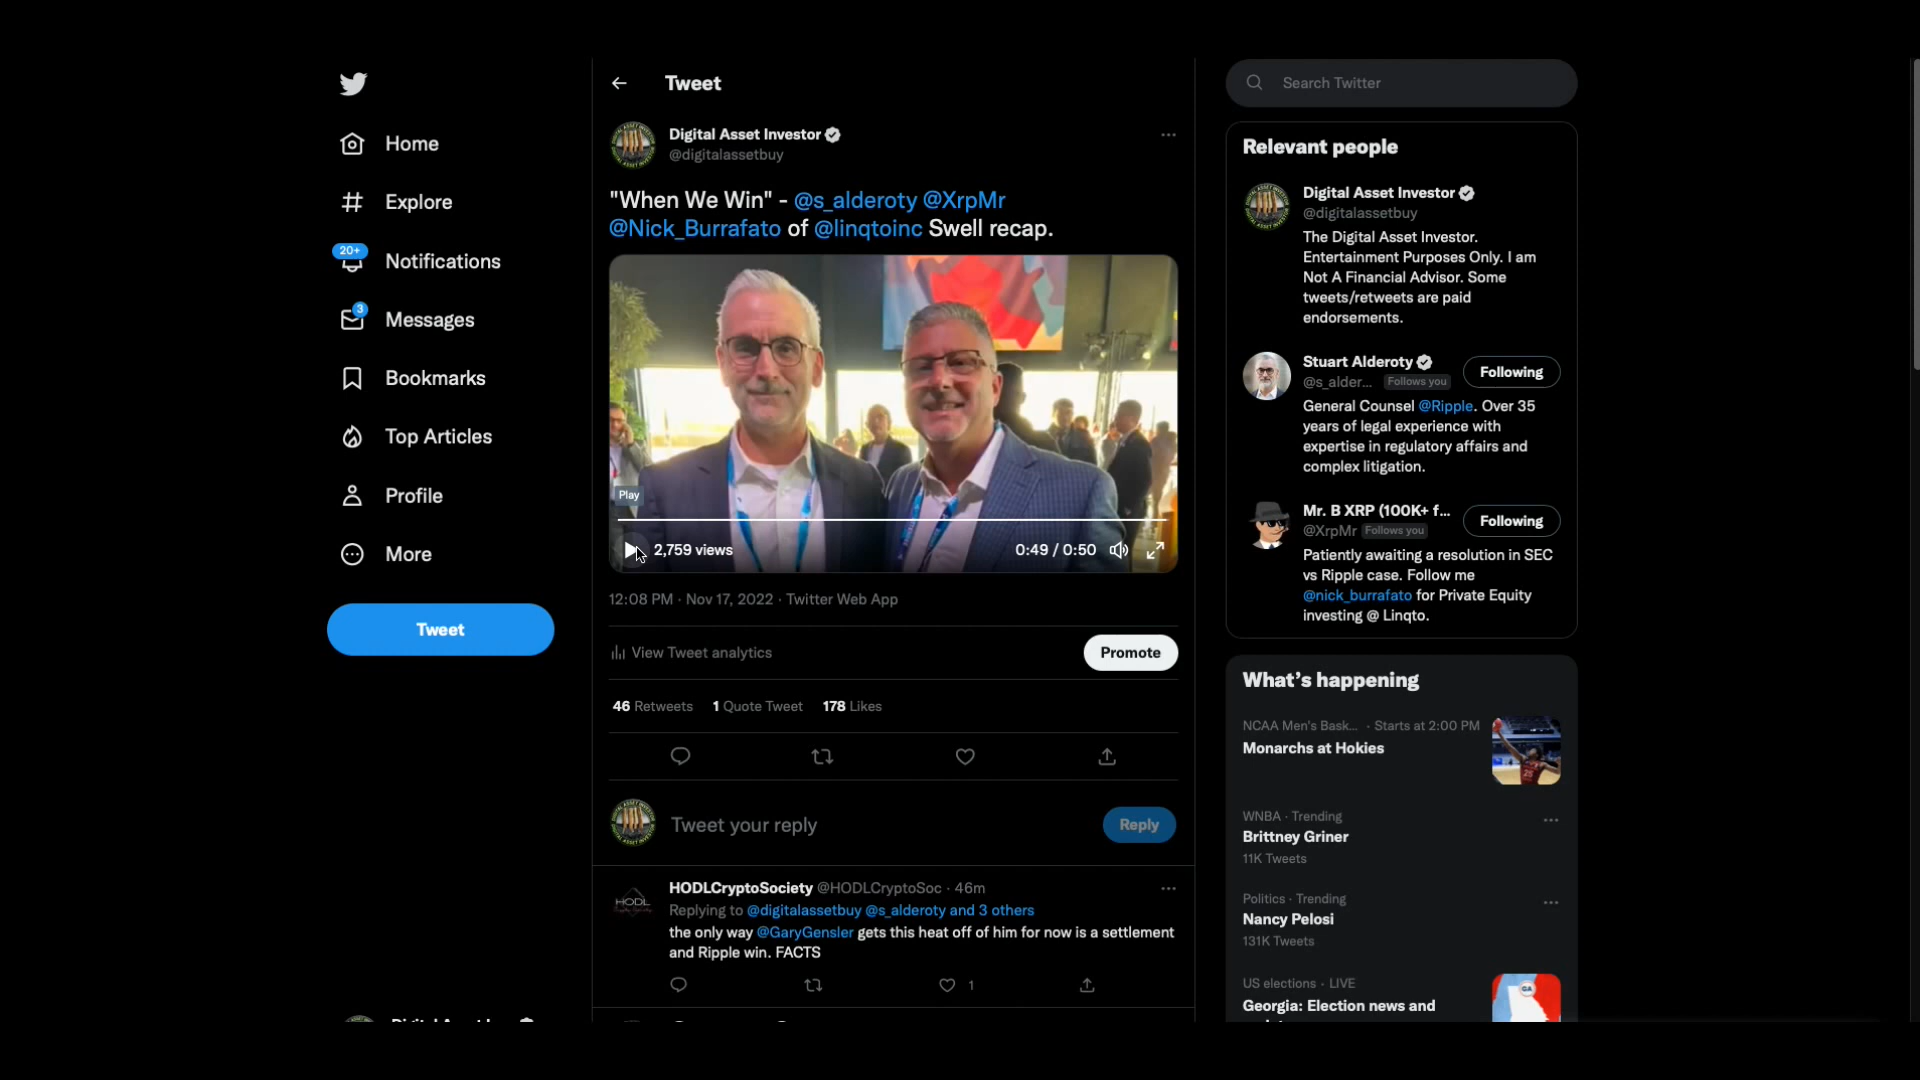 Home
Explore
20+
Notifications
3
Messages
Bookmarks
Top Articles
Profile
More
Tweet
Tweet
Digital Asset Investor
@digitalassetbuy
"When We Win" - @s_alderoty @XrpMr
@Nick_Burrafato of @linqtoinc Swell recap.
Play
2,759 views
0:49 / 0:50
12:08 PM · Nov 17, 2022 · Twitter Web App
View Tweet analytics
Promote
46 Retweets 1 Quote Tweet 178 Likes
Tweet your reply
Reply
HODL
HODLCryptoSociety @HODLCryptoSoc · 46m
Replying to @digitalassetbuy @s_alderoty and 3 others
the only way @GaryGensler gets this heat off of him for now is a settlement
and Ripple win. FACTS
1
Search Twitter
Relevant people
Digital Asset Investor
@digitalassetbuy
The Digital Asset Investor.
Entertainment Purposes Only. I am
Not A Financial Advisor. Some
tweets/retweets are paid
endorsements.
Stuart Alderoty
@s_alder... Follows you
Following
General Counsel @Ripple. Over 35
years of legal experience with
expertise in regulatory affairs and
complex litigation.
Mr. B XRP (100K+ f...
@XrpMr Follows you
Following
Patiently awaiting a resolution in SEC
vs Ripple case. Follow me
@nick_burrafato for Private Equity
investing @ Linqto.
What's happening
NCAA Men's Bask... · Starts at 2:00 PM
Monarchs at Hokies
WNBA · Trending
Brittney Griner
11K Tweets
Politics · Trending
Nancy Pelosi
131K Tweets
US elections · LIVE
Georgia: Election news and
GA